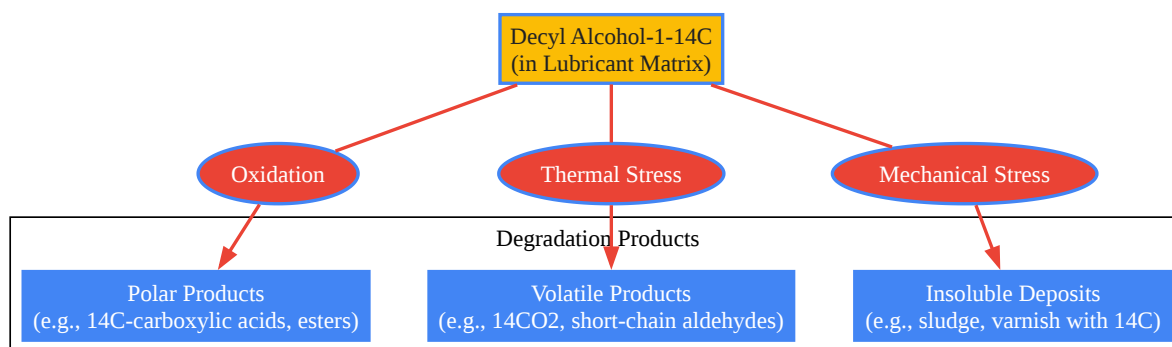 Decyl Alcohol-1-14C
(in Lubricant Matrix)
Oxidation
Thermal Stress
Mechanical Stress
Degradation Products
Polar Products
(e.g., 14C-carboxylic acids, esters)
Volatile Products
(e.g., 14CO2, short-chain aldehydes)
Insoluble Deposits
(e.g., sludge, varnish with 14C)